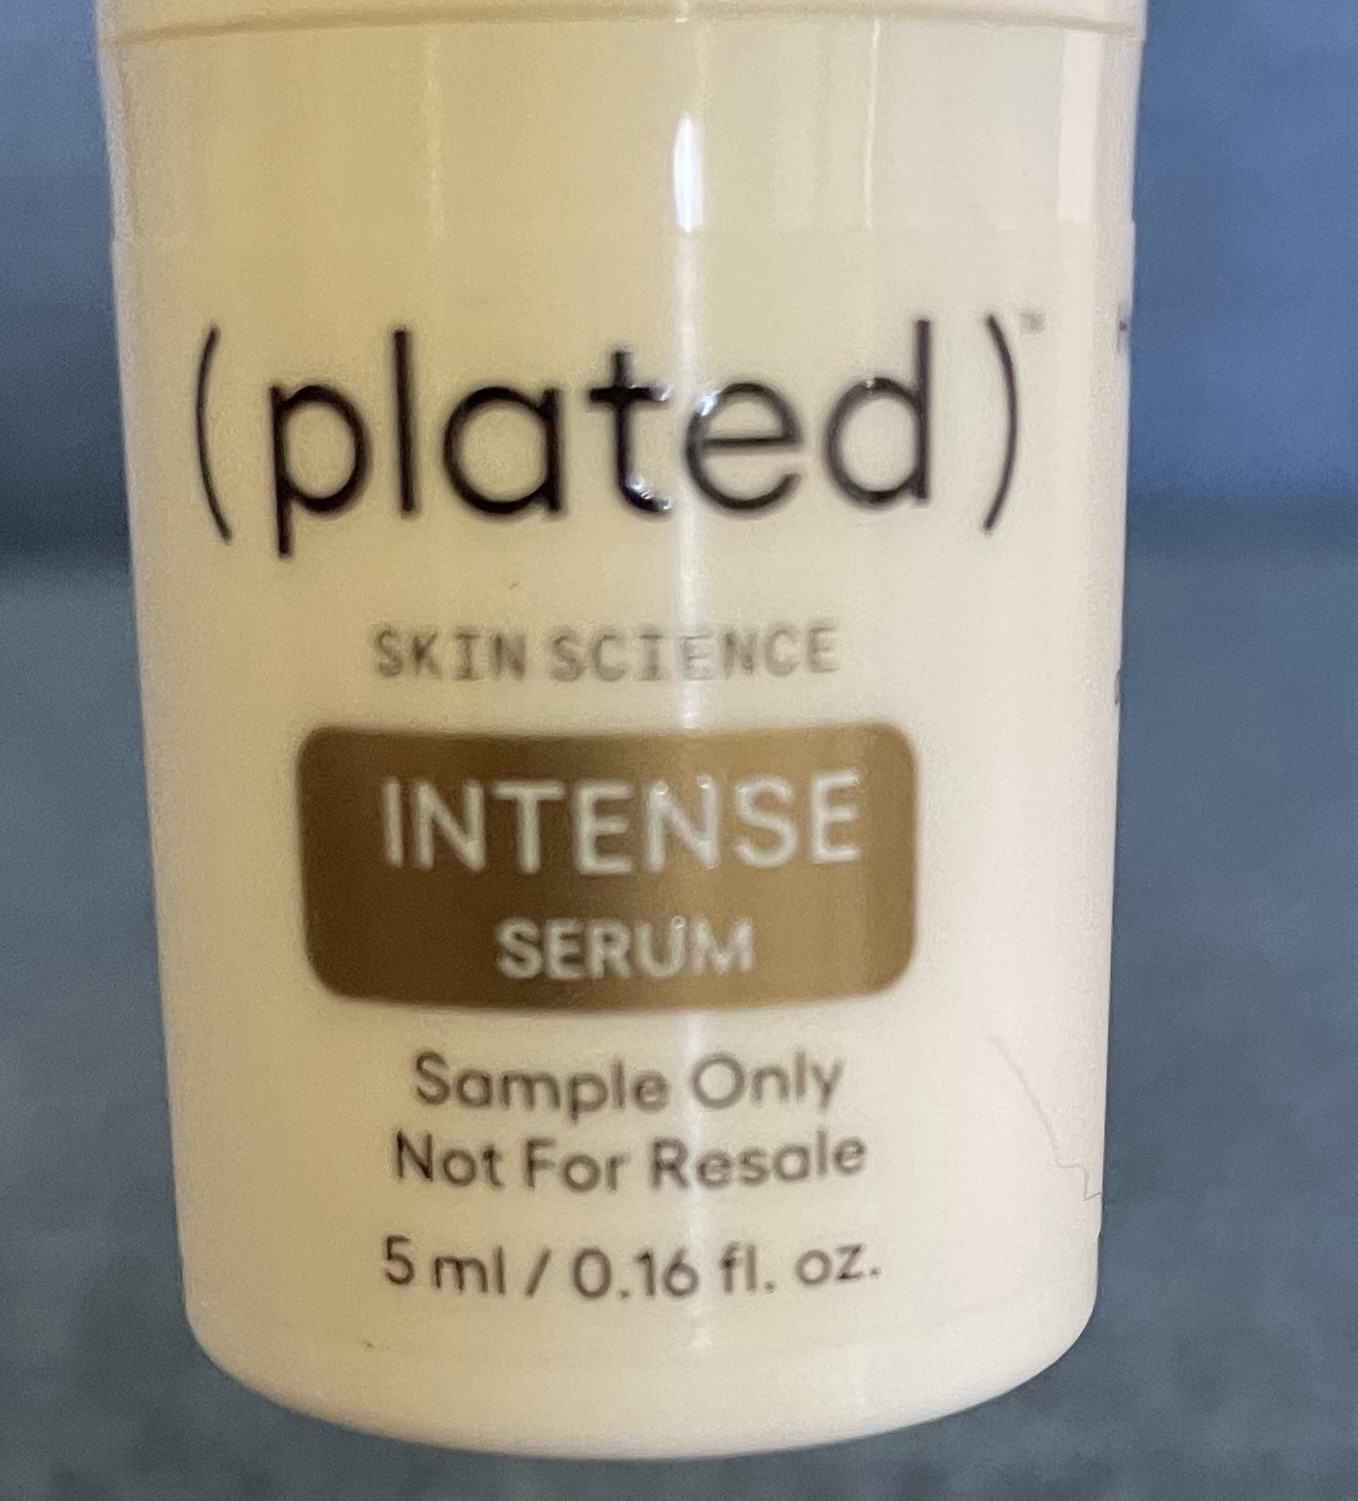 (plated)™
SKIN SCIENCE
INTENSE
SERUM
Sample Only
Not For Resale
5 ml / 0.16 fl. oz.